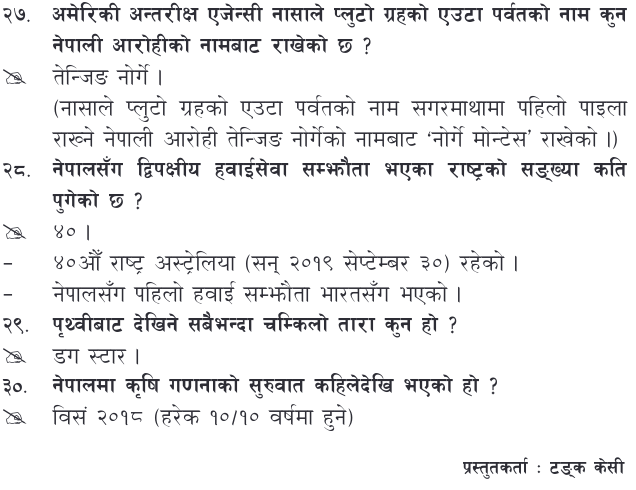 २७. अमेरिकी अन्तरीक्ष एजेन्सी नासाले प्लुटो ग्रहको एउटा पर्वतको नाम कुन
नेपाली आरोहीको नामबाट राखेको छ ?
तेन्जिङ नोर्गे ।
(नासाले प्लुटो ग्रहको एउटा पर्वतको नाम सगरमाथामा पहिलो पाइला
राख्ने नेपाली आरोही तेन्जिङ नोर्गेको नामबाट ‘नोर्गे मोन्टेस’ राखेको ।)
२८. नेपालसँग द्विपक्षीय हवाईसेवा सम्झौता भएका राष्ट्रको सङ्ख्या कति
पुगेको छ ?
४० ।
- ४०औँ राष्ट्र अस्ट्रेलिया (सन् २०१९ सेप्टेम्बर ३०) रहेको ।
- नेपालसँग पहिलो हवाई सम्झौता भारतसँग भएको ।
२९. पृथ्वीबाट देखिने सबैभन्दा चम्किलो तारा कुन हो ?
डग स्टार ।
३०. नेपालमा कृषि गणनाको सुरुवात कहिलेदेखि भएको हो ?
विसं २०१८ (हरेक १०/१० वर्षमा हुने)
प्रस्तुतकर्ता : टङ्क केसी